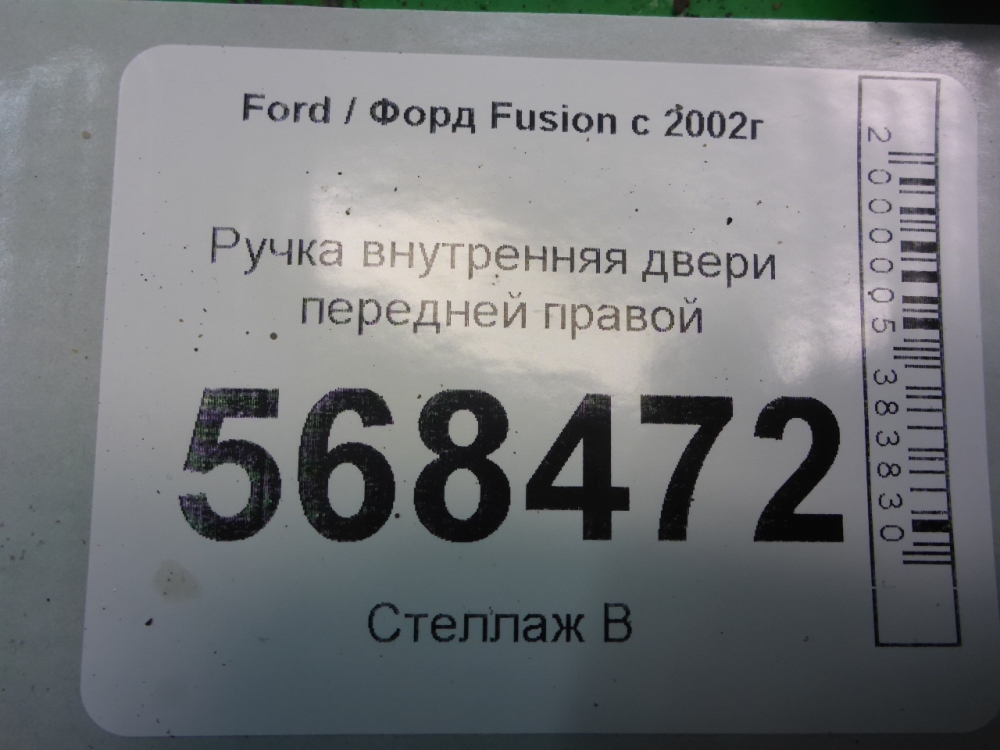 Ford / Форд Fusion с 2002г
Ручка внутренняя двери
передней правой
568472
Стеллаж В
2000005383830